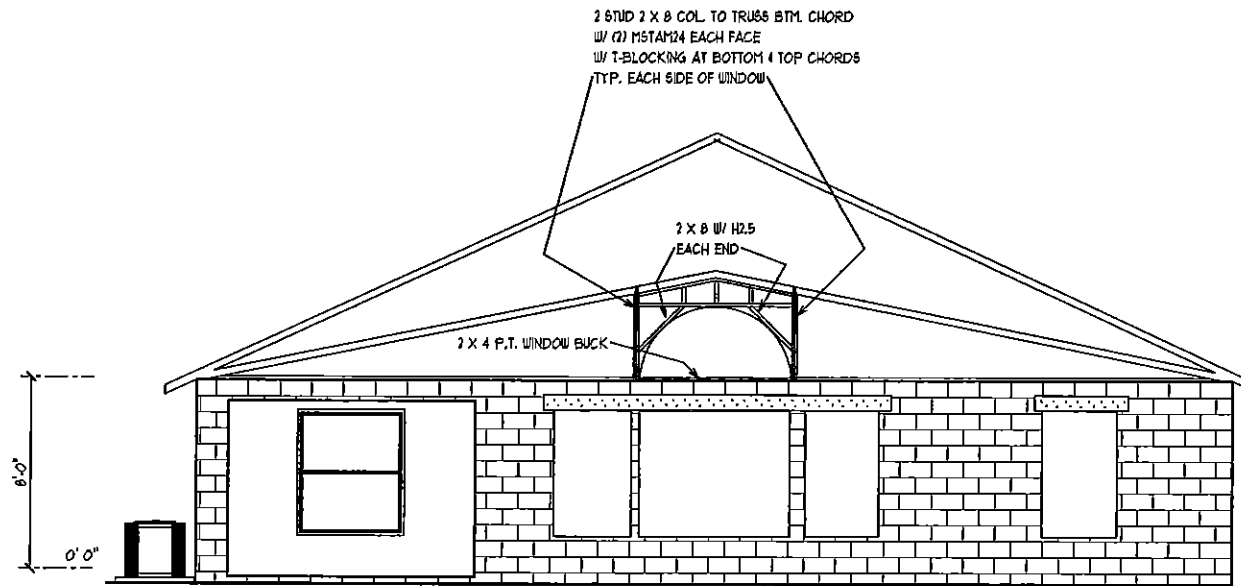 2 STUD 2 X 8 COL. TO TRUSS BTM. CHORD
W/ (2) MSTAM24 EACH FACE
W/ T-BLOCKING AT BOTTOM & TOP CHORDS
TYP. EACH SIDE OF WINDOW
2 X 8 W/ H2.5
EACH END
2 X 4 P.T. WINDOW BUCK
8'-0"
0' 0"